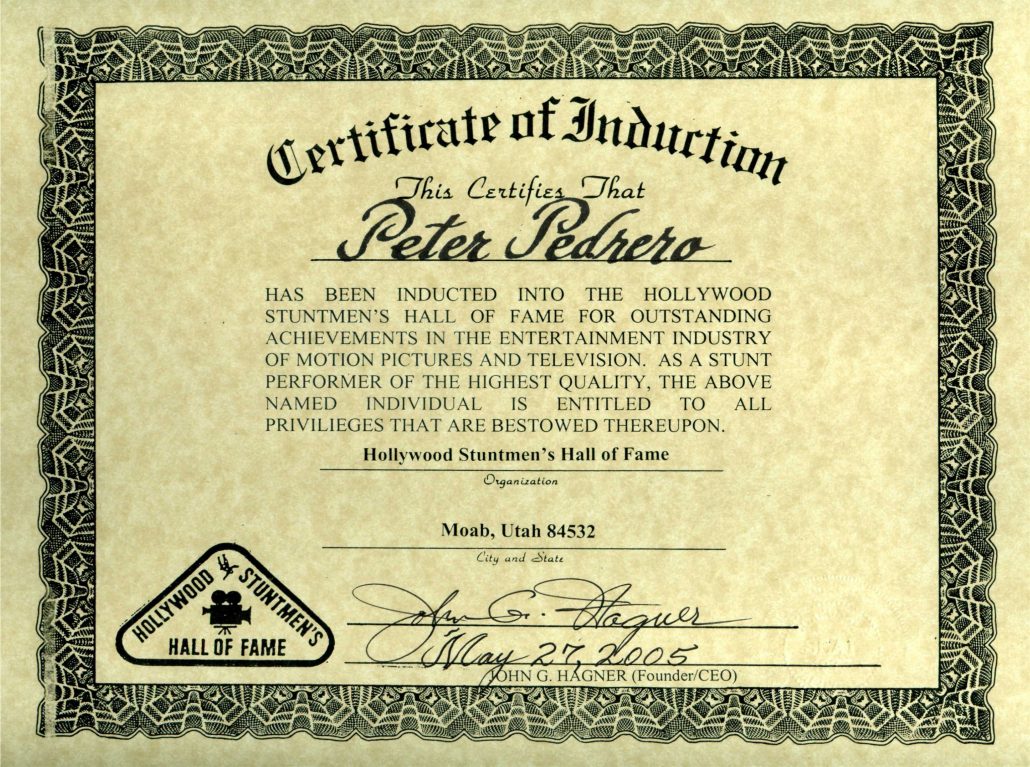 Certificate of Induction
This Certifies That
Peter Pedrero
HAS BEEN INDUCTED INTO THE HOLLYWOOD
STUNTMEN'S HALL OF FAME FOR OUTSTANDING
ACHIEVEMENTS IN THE ENTERTAINMENT INDUSTRY
OF MOTION PICTURES AND TELEVISION. AS A STUNT
PERFORMER OF THE HIGHEST QUALITY, THE ABOVE
NAMED INDIVIDUAL IS ENTITLED TO ALL
PRIVILIEGES THAT ARE BESTOWED THEREUPON.
Hollywood Stuntmen's Hall of Fame
Organization
Moab, Utah 84532
City and State
HOLLYWOOD STUNTMEN'S
HALL OF FAME
John G. Hagner
May 27, 2005
JOHN G. HAGNER (Founder/CEO)